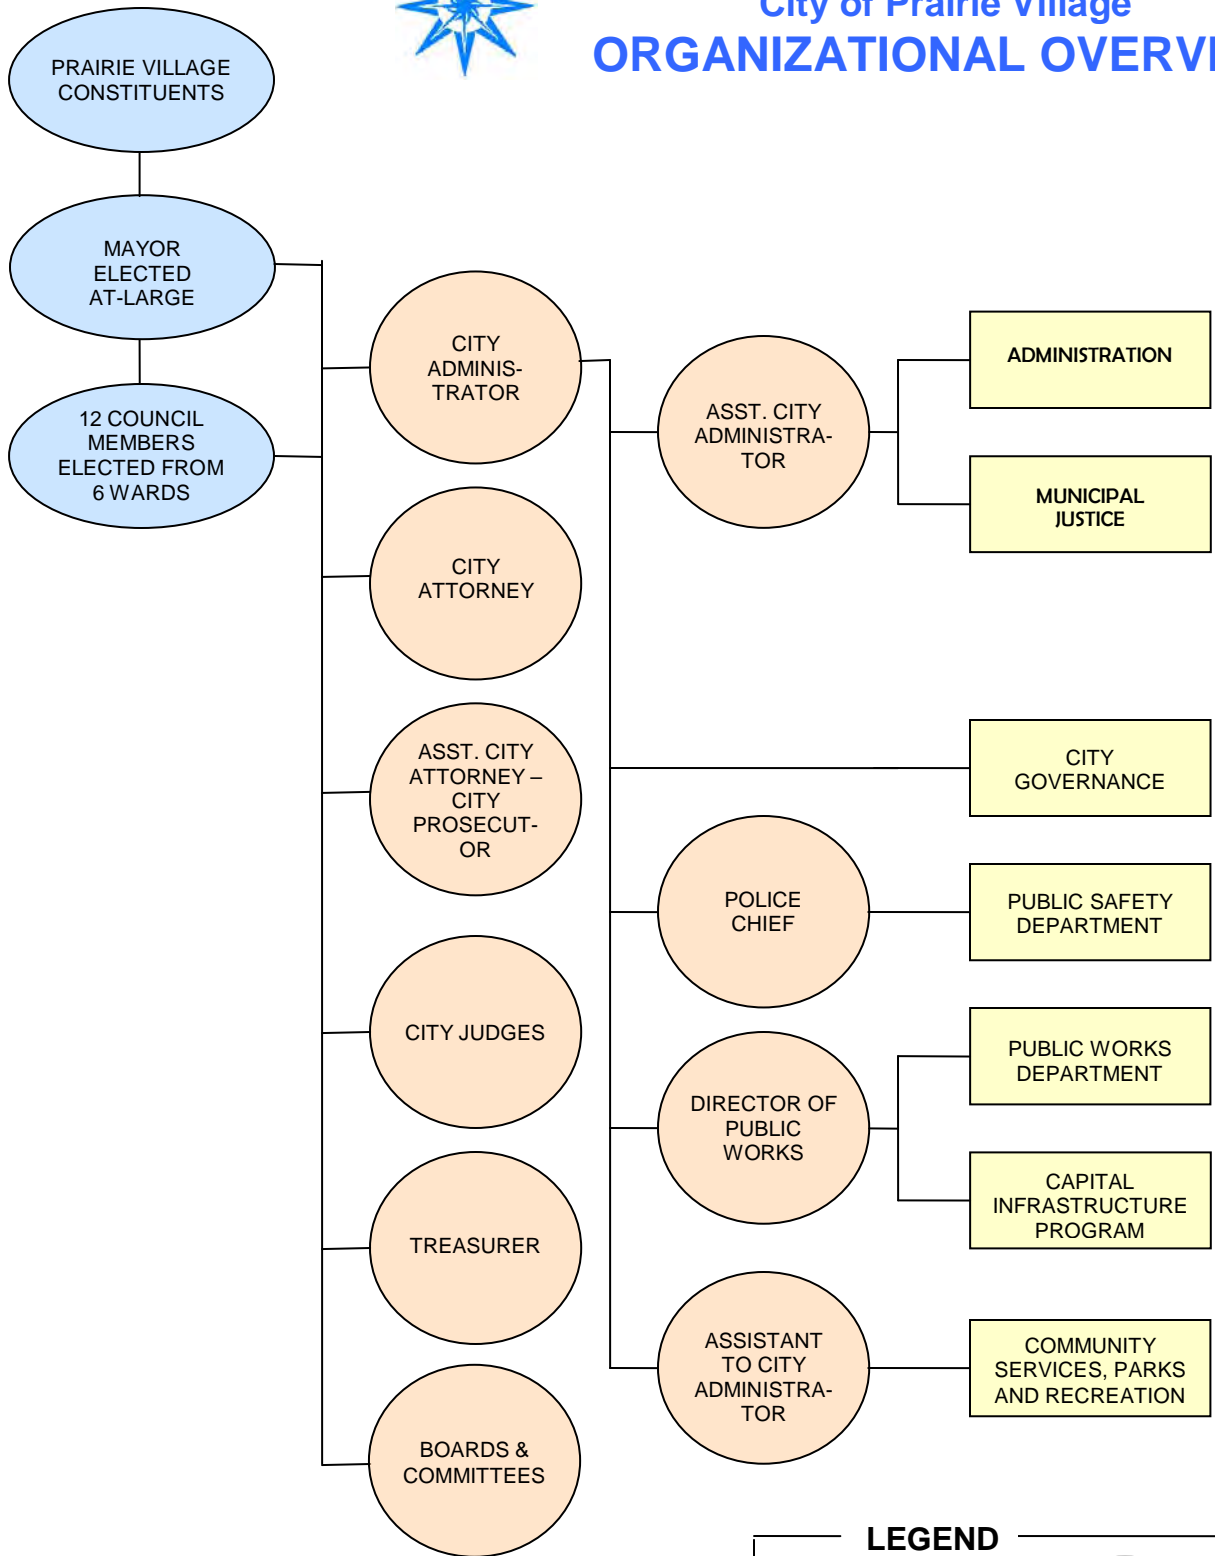 City of Prairie Village
ORGANIZATIONAL OVERVI
PRAIRIE VILLAGE
CONSTITUENTS
MAYOR
ELECTED
AT-LARGE
12 COUNCIL
MEMBERS
ELECTED FROM
6 WARDS
CITY
ADMINIS-
TRATOR
CITY
ATTORNEY
ASST. CITY
ATTORNEY –
CITY
PROSECUT-
OR
CITY JUDGES
TREASURER
BOARDS &
COMMITTEES
ASST. CITY
ADMINISTRA-
TOR
POLICE
CHIEF
DIRECTOR OF
PUBLIC
WORKS
ASSISTANT
TO CITY
ADMINISTRA-
TOR
ADMINISTRATION
MUNICIPAL
JUSTICE
CITY
GOVERNANCE
PUBLIC SAFETY
DEPARTMENT
PUBLIC WORKS
DEPARTMENT
CAPITAL
INFRASTRUCTURE
PROGRAM
COMMUNITY
SERVICES, PARKS
AND RECREATION
LEGEND